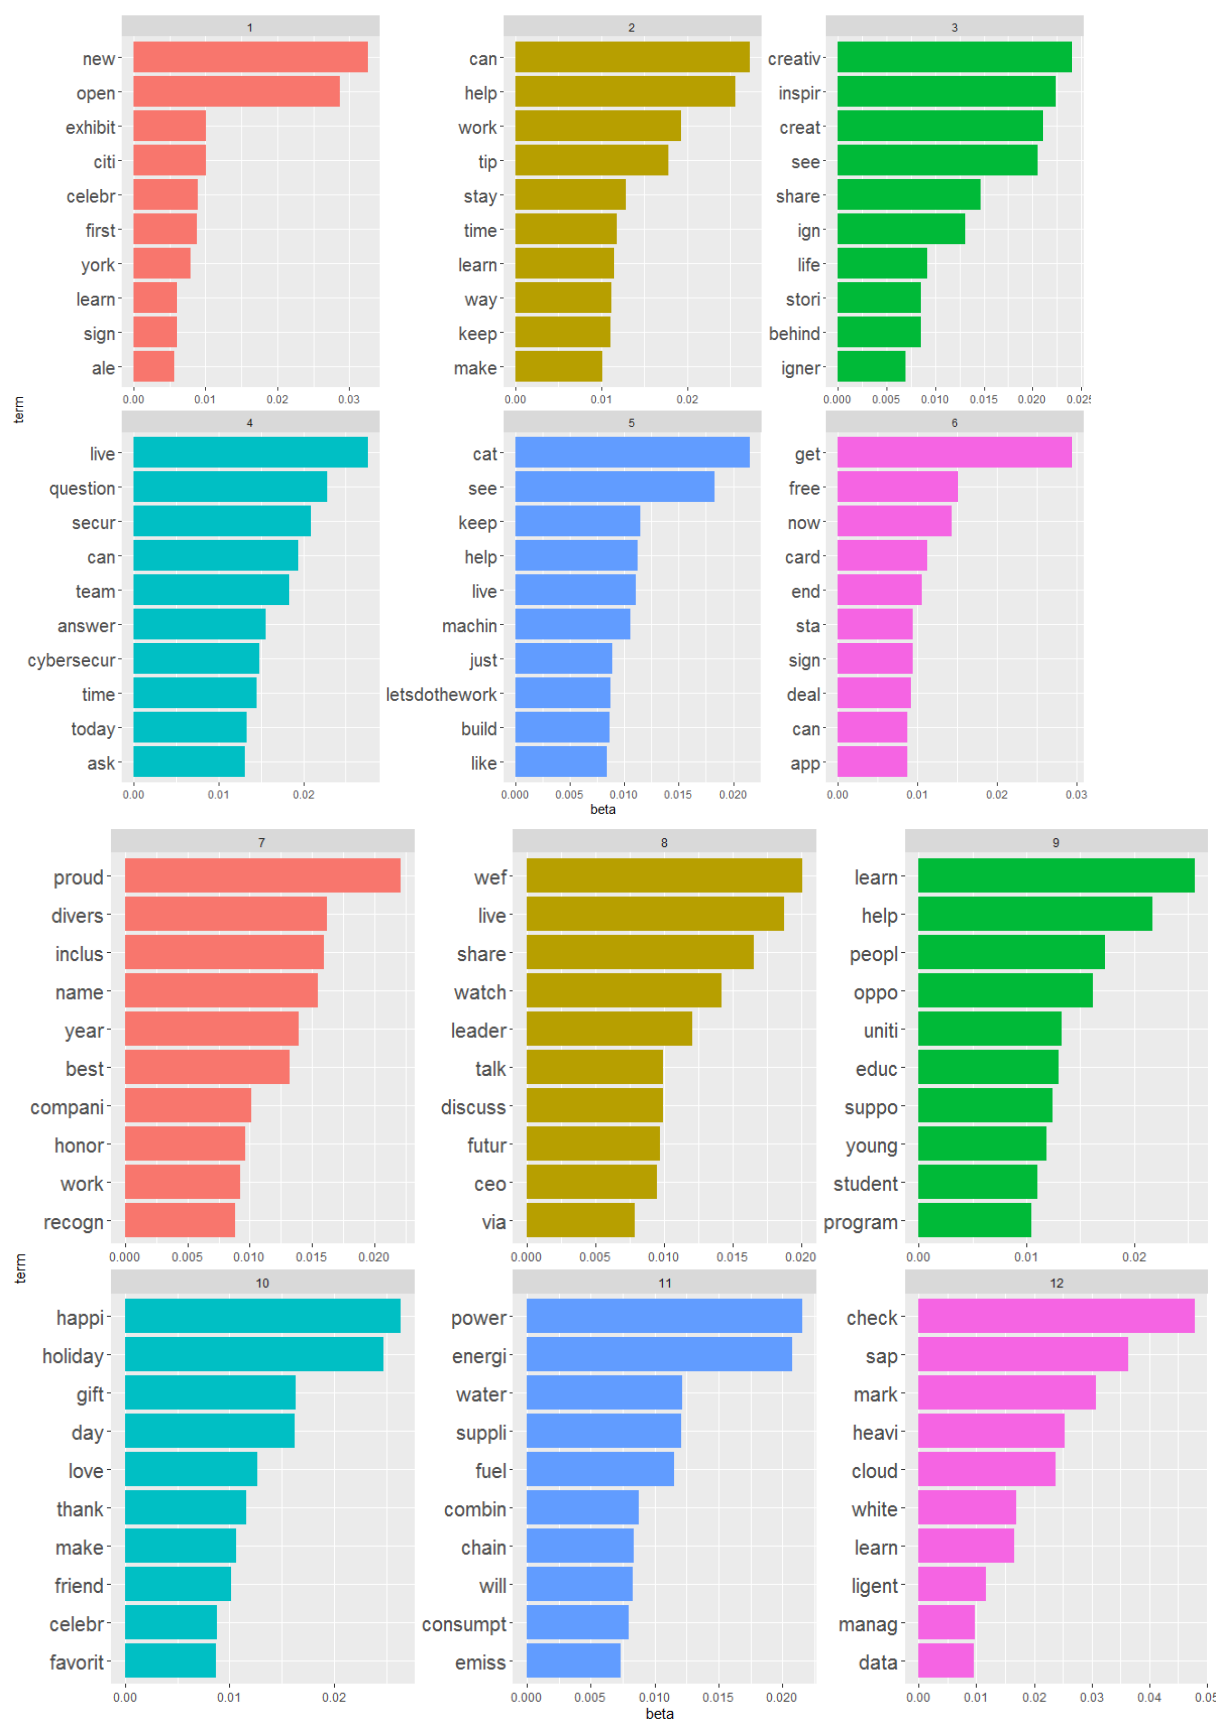 1
new
open
exhibit
citi
celebr
first
york
learn
sign
ale
0.00 0.01 0.02 0.03
2
can
help
work
tip
stay
time
learn
way
keep
make
0.00 0.01 0.02
3
creativ
inspir
creat
see
share
ign
life
stori
behind
igner
0.000 0.005 0.010 0.015 0.020 0.025
term
4
live
question
secur
can
team
answer
cybersecur
time
today
ask
0.00 0.01 0.02
5
cat
see
keep
help
live
machin
just
letsdothework
build
like
0.000 0.005 0.010 0.015 0.020
6
get
free
now
card
end
sta
sign
deal
can
app
0.00 0.01 0.02 0.03
beta
7
proud
divers
inclus
name
year
best
compani
honor
work
recogn
0.000 0.005 0.010 0.015 0.020
8
wef
live
share
watch
leader
talk
discuss
futur
ceo
via
0.000 0.005 0.010 0.015 0.020
9
learn
help
peopl
oppo
uniti
educ
suppo
young
student
program
0.00 0.01 0.02
term
10
happi
holiday
gift
day
love
thank
make
friend
celebr
favorit
0.00 0.01 0.02
11
power
energi
water
suppli
fuel
combin
chain
will
consumpt
emiss
0.000 0.005 0.010 0.015 0.020
12
check
sap
mark
heavi
cloud
white
learn
ligent
manag
data
0.00 0.01 0.02 0.03 0.04 0.05
beta